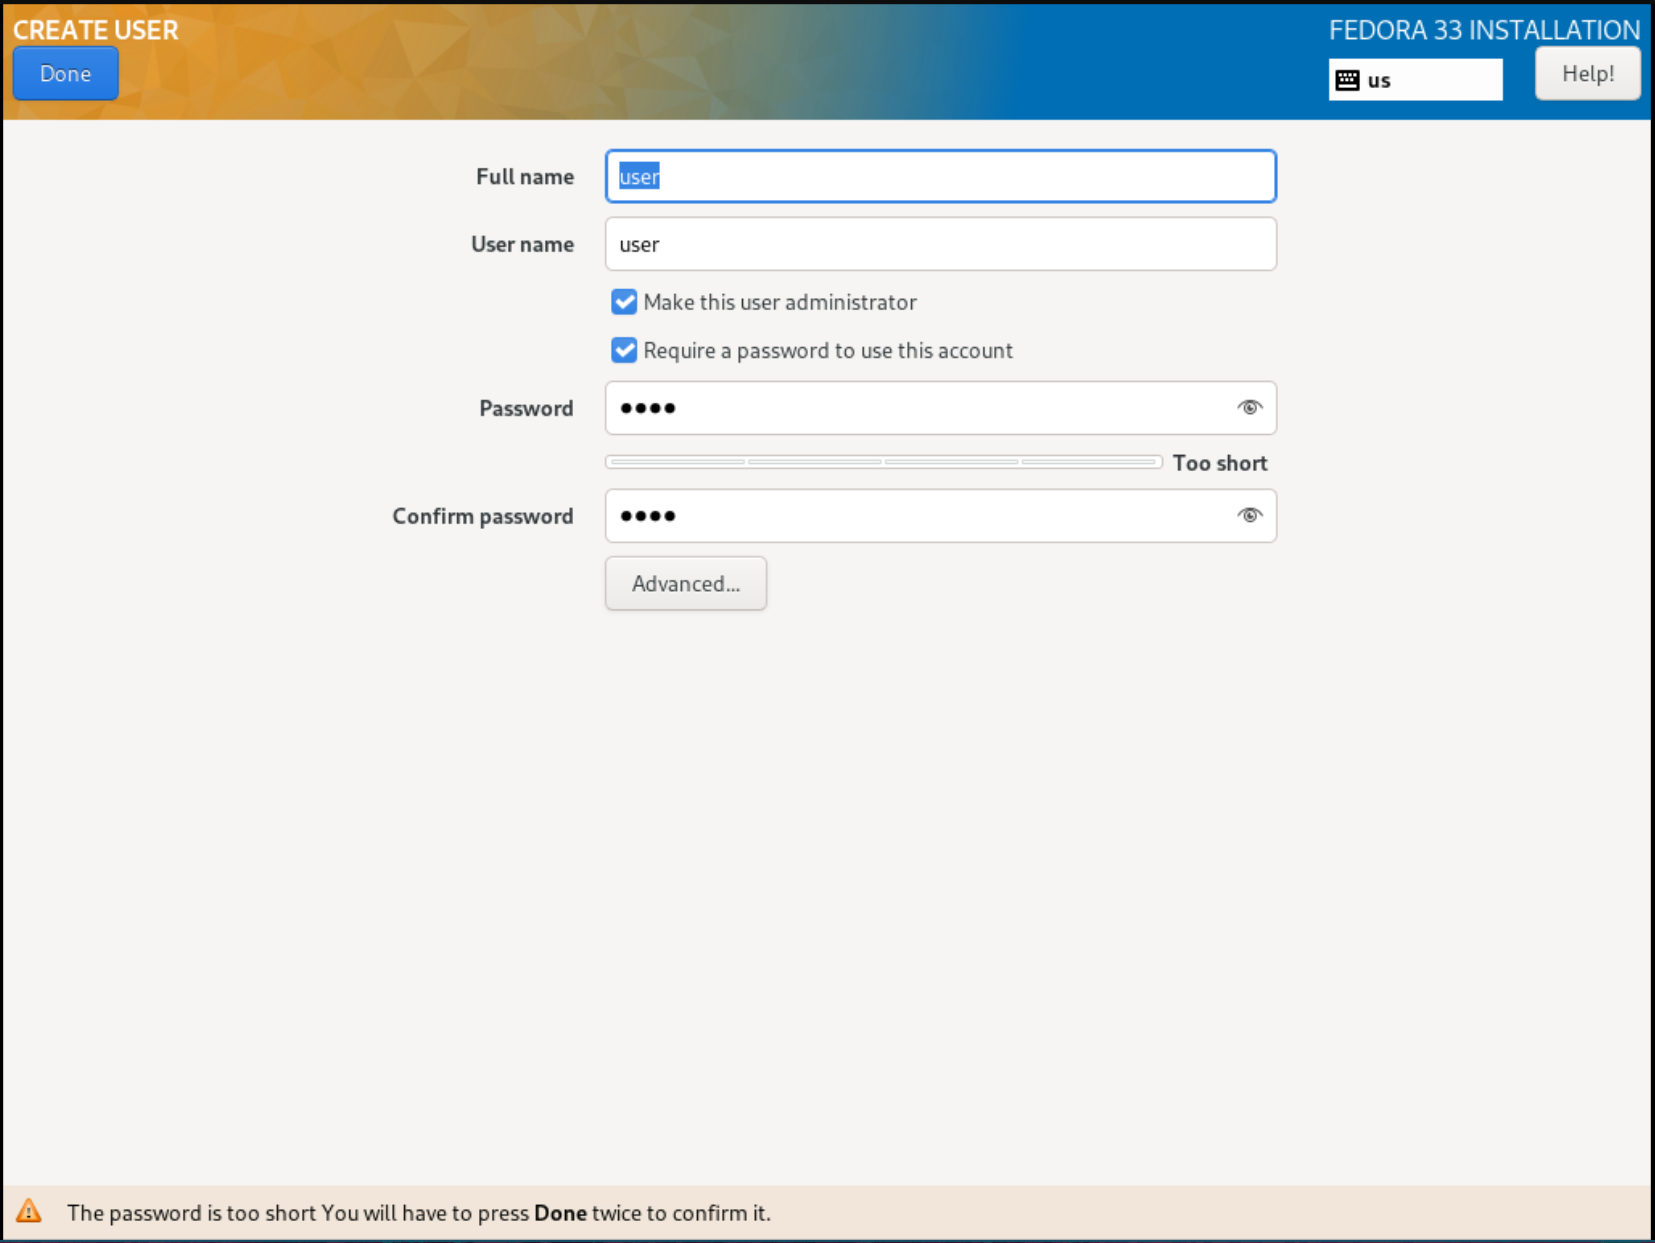 CREATE USER
FEDORA 33 INSTALLATION
Done
us
Help!
Full name
user
User name
user
Make this user administrator
Require a password to use this account
Password
••••
Too short
Confirm password
••••
Advanced...
The password is too short You will have to press Done twice to confirm it.